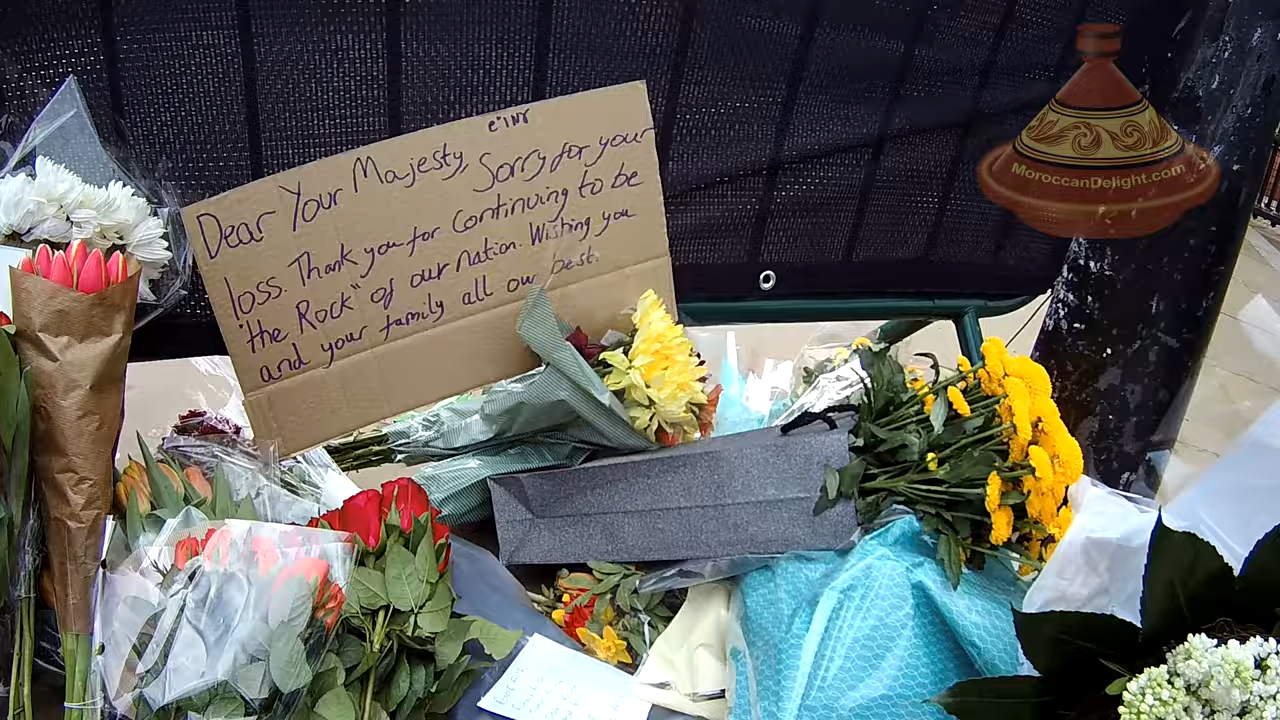 Dear Your Majesty, Sorry for your
loss. Thank you for Continuing to be
"the Rock" of our nation. Wishing you
and your family all our best.
MoroccanDelight.com